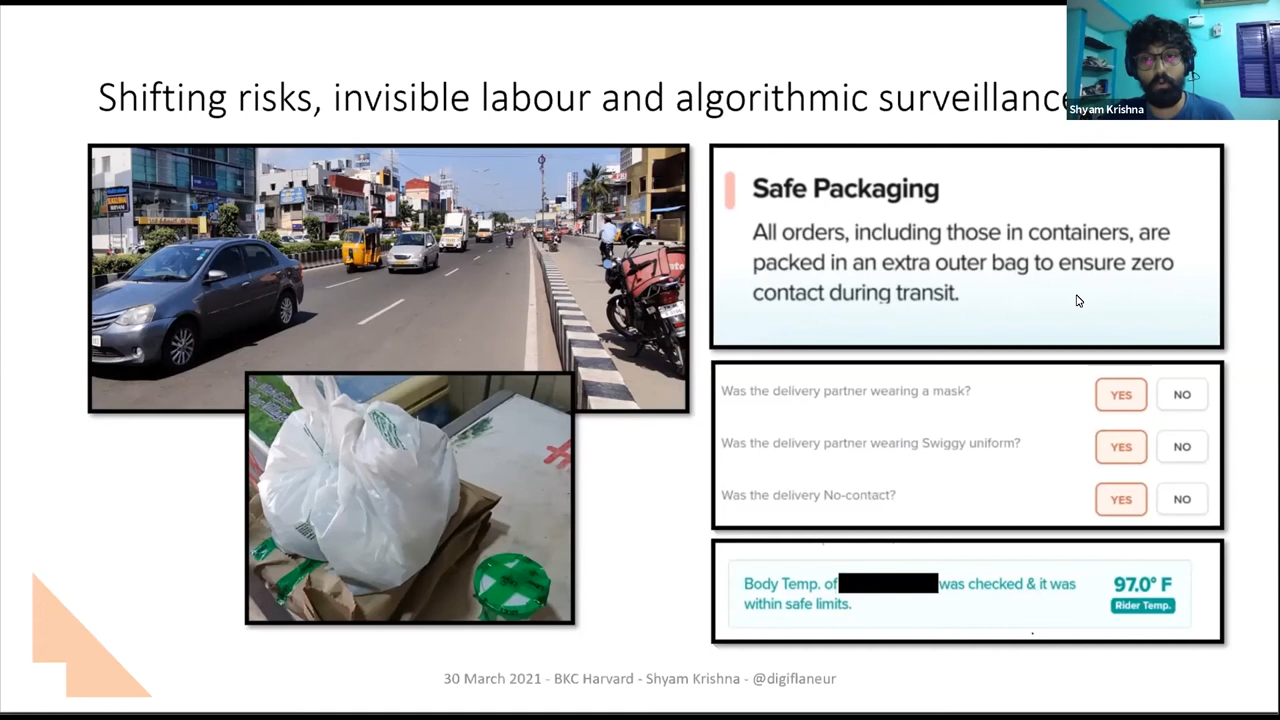 Shifting risks, invisible labour and algorithmic surveillance
Shyam Krishna
Safe Packaging
All orders, including those in containers, are
packed in an extra outer bag to ensure zero
contact during transit.
Was the delivery partner wearing a mask?
YES
NO
Was the delivery partner wearing Swiggy uniform?
YES
NO
Was the delivery No-contact?
YES
NO
Body Temp. of
was checked & it was
within safe limits.
97.0° F
Rider Temp.
30 March 2021 - BKC Harvard - Shyam Krishna - @digiflaneur